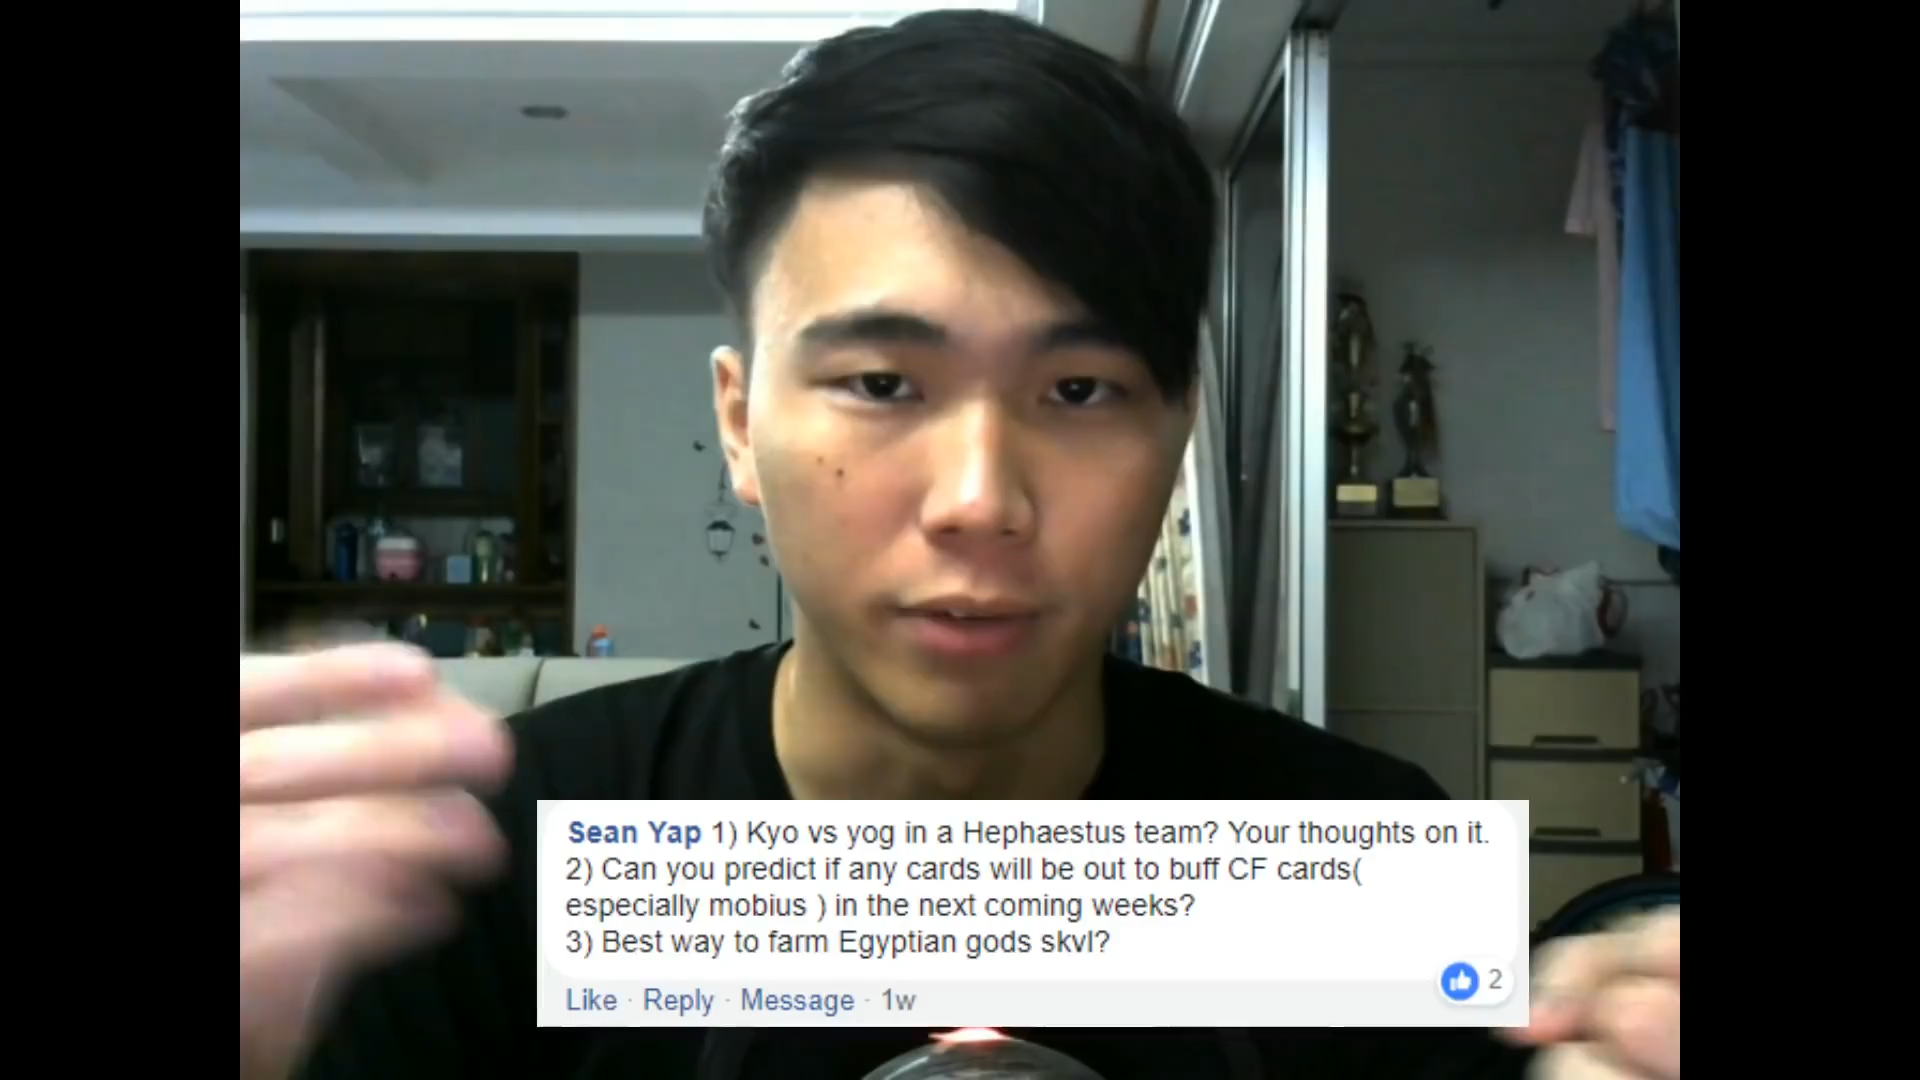 Sean Yap 1) Kyo vs yog in a Hephaestus team? Your thoughts on it.
2) Can you predict if any cards will be out to buff CF cards(
especially mobius ) in the next coming weeks?
3) Best way to farm Egyptian gods skvl?
2
Like · Reply · Message · 1w